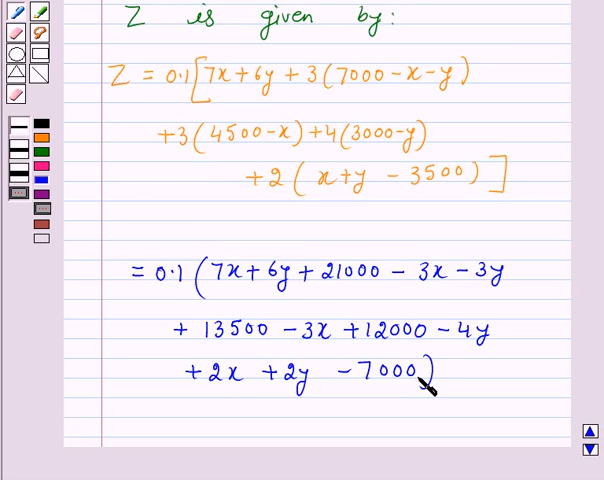 Z is given by:
Z = 0.1[7x+6y+3(7000-x-y)
+3(4500-x)+4(3000-y)
+2(x+y-3500)]
= 0.1(7x+6y+21000-3x-3y
+13500-3x+12000-4y
+2x+2y-7000)